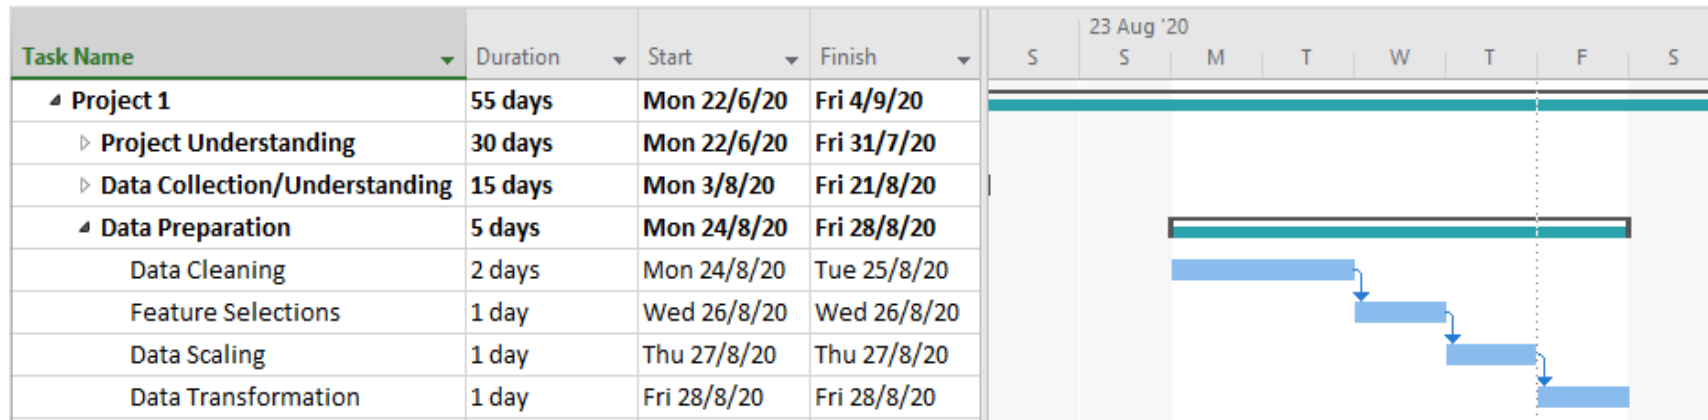 23 Aug '20
Task Name Duration Start Finish S S M T W T F S
Project 1 55 days Mon 22/6/20 Fri 4/9/20
Project Understanding 30 days Mon 22/6/20 Fri 31/7/20
Data Collection/Understanding 15 days Mon 3/8/20 Fri 21/8/20
Data Preparation 5 days Mon 24/8/20 Fri 28/8/20
Data Cleaning 2 days Mon 24/8/20 Tue 25/8/20
Feature Selections 1 day Wed 26/8/20 Wed 26/8/20
Data Scaling 1 day Thu 27/8/20 Thu 27/8/20
Data Transformation 1 day Fri 28/8/20 Fri 28/8/20